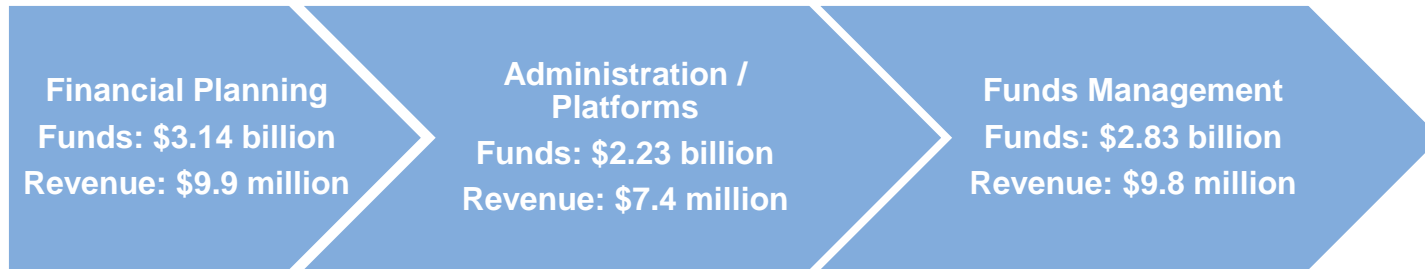 Financial Planning
Funds: $3.14 billion
Revenue: $9.9 million
Administration /
Platforms
Funds: $2.23 billion
Revenue: $7.4 million
Funds Management
Funds: $2.83 billion
Revenue: $9.8 million